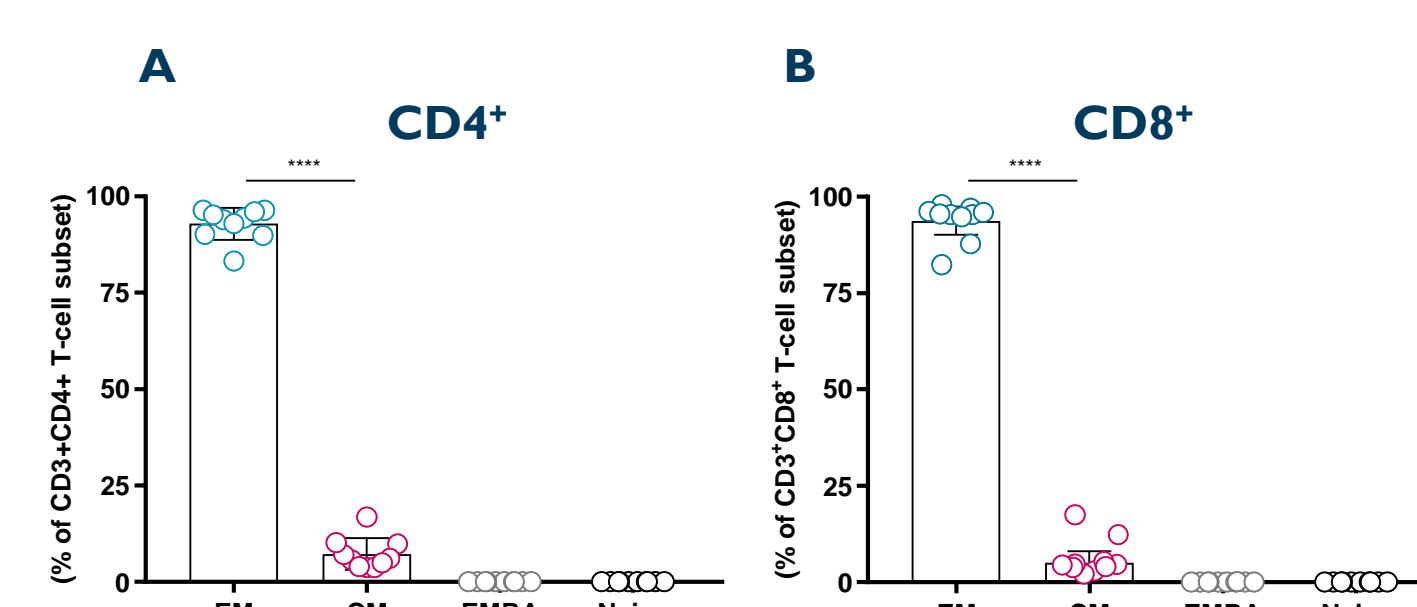 A
CD4⁺
****
(% of CD3+CD4+ T-cell subset)
100
75
50
25
0
B
CD8⁺
****
(% of CD3⁺CD8⁺ T-cell subset)
100
75
50
25
0